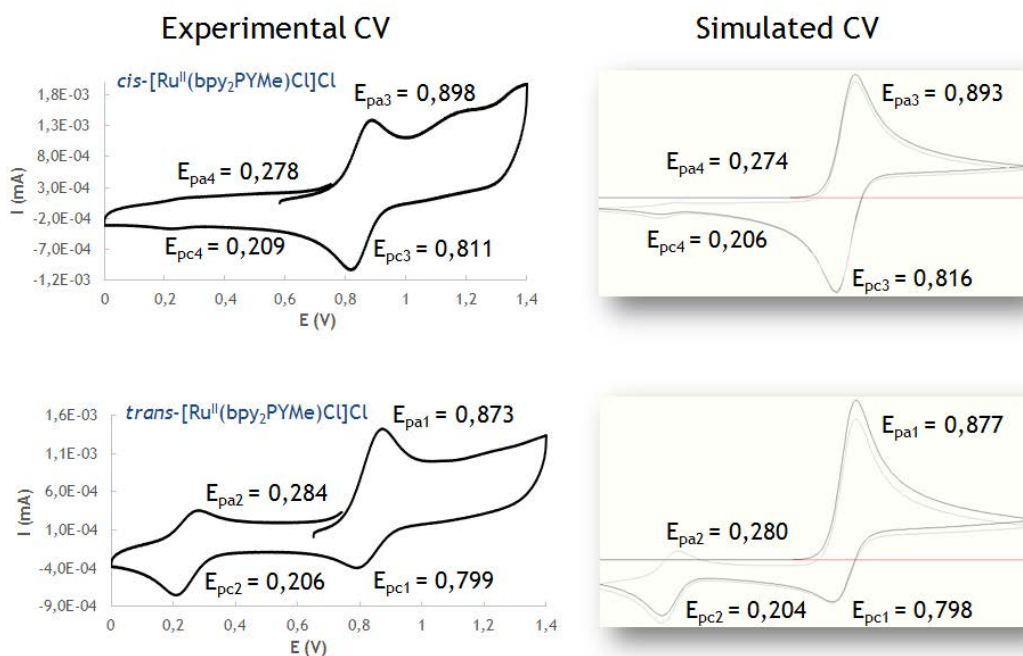 Experimental CV
Simulated CV
cis-[Ruᴵᴵ(bpy₂PYMe)Cl]Cl
1,8E-03
1,3E-03
8,0E-04
3,0E-04
-2,0E-04
-7,0E-04
-1,2E-03
I (mA)
Epa3 = 0,898
Epa4 = 0,278
Epc4 = 0,209
Epc3 = 0,811
0 0,2 0,4 0,6 0,8 1 1,2 1,4
E (V)
Epa3 = 0,893
Epa4 = 0,274
Epc4 = 0,206
Epc3 = 0,816
trans-[Ruᴵᴵ(bpy₂PYMe)Cl]Cl
1,6E-03
1,1E-03
6,0E-04
1,0E-04
-4,0E-04
-9,0E-04
I (mA)
Epa1 = 0,873
Epa2 = 0,284
Epc2 = 0,206
Epc1 = 0,799
0 0,2 0,4 0,6 0,8 1 1,2 1,4
E (V)
Epa1 = 0,877
Epa2 = 0,280
Epc2 = 0,204
Epc1 = 0,798